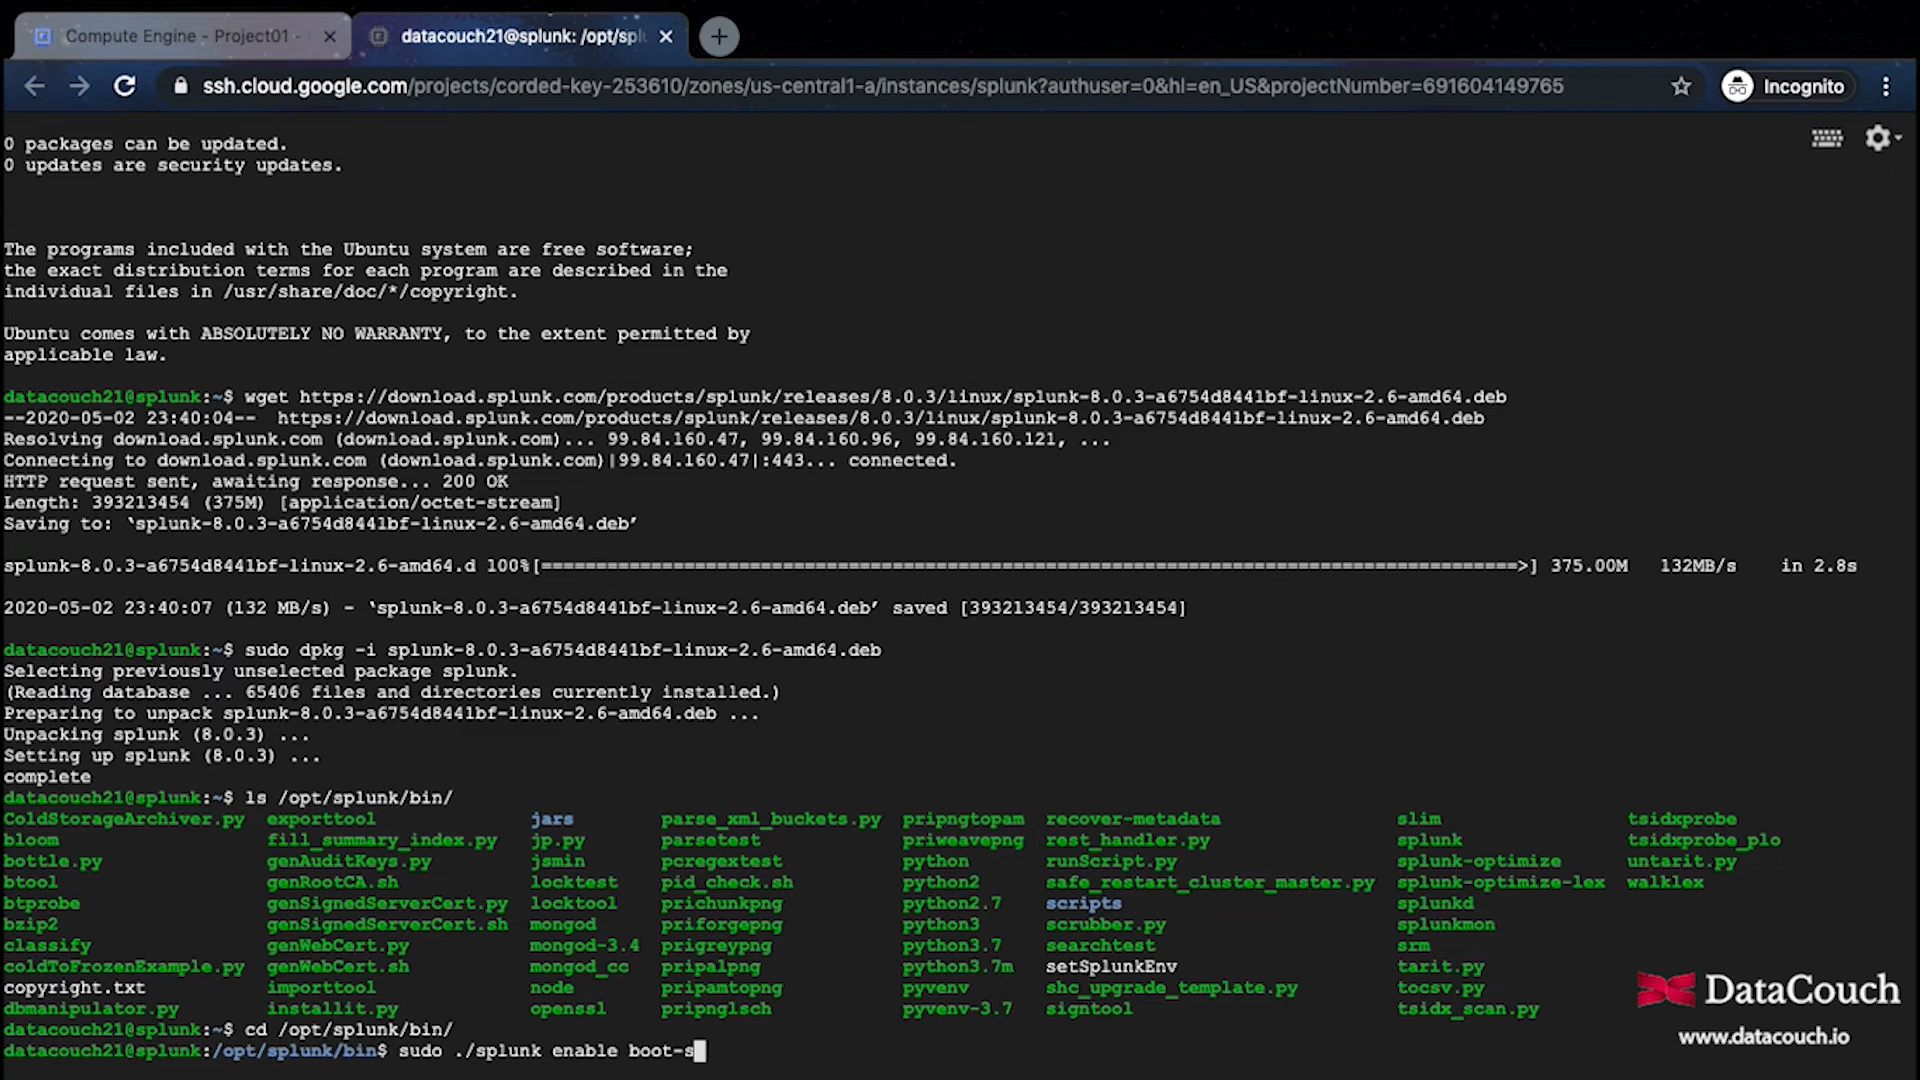 Compute Engine - Project01 -
datacouch21@splunk: /opt/spl
ssh.cloud.google.com/projects/corded-key-253610/zones/us-central1-a/instances/splunk?authuser=0&hl=en_US&projectNumber=691604149765
Incognito
0 packages can be updated.
0 updates are security updates.
The programs included with the Ubuntu system are free software;
the exact distribution terms for each program are described in the
individual files in /usr/share/doc/*/copyright.
Ubuntu comes with ABSOLUTELY NO WARRANTY, to the extent permitted by
applicable law.
datacouch21@splunk:~$ wget https://download.splunk.com/products/splunk/releases/8.0.3/linux/splunk-8.0.3-a6754d8441bf-linux-2.6-amd64.deb
--2020-05-02 23:40:04--  https://download.splunk.com/products/splunk/releases/8.0.3/linux/splunk-8.0.3-a6754d8441bf-linux-2.6-amd64.deb
Resolving download.splunk.com (download.splunk.com)... 99.84.160.47, 99.84.160.96, 99.84.160.121, ...
Connecting to download.splunk.com (download.splunk.com)|99.84.160.47|:443... connected.
HTTP request sent, awaiting response... 200 OK
Length: 393213454 (375M) [application/octet-stream]
Saving to: ‘splunk-8.0.3-a6754d8441bf-linux-2.6-amd64.deb’
splunk-8.0.3-a6754d8441bf-linux-2.6-amd64.d 100%[=========================================================================================>] 375.00M   132MB/s    in 2.8s
2020-05-02 23:40:07 (132 MB/s) - ‘splunk-8.0.3-a6754d8441bf-linux-2.6-amd64.deb’ saved [393213454/393213454]
datacouch21@splunk:~$ sudo dpkg -i splunk-8.0.3-a6754d8441bf-linux-2.6-amd64.deb
Selecting previously unselected package splunk.
(Reading database ... 65406 files and directories currently installed.)
Preparing to unpack splunk-8.0.3-a6754d8441bf-linux-2.6-amd64.deb ...
Unpacking splunk (8.0.3) ...
Setting up splunk (8.0.3) ...
complete
datacouch21@splunk:~$ ls /opt/splunk/bin/
ColdStorageArchiver.py  exporttool  jars  parse_xml_buckets.py  pripngtopam  recover-metadata  slim  tsidxprobe
bloom  fill_summary_index.py  jp.py  parsetest  priweavepng  rest_handler.py  splunk  tsidxprobe_plo
bottle.py  genAuditKeys.py  jsmin  pcregextest  python  runScript.py  splunk-optimize  untarit.py
btool  genRootCA.sh  locktest  pid_check.sh  python2  safe_restart_cluster_master.py  splunk-optimize-lex  walklex
btprobe  genSignedServerCert.py  locktool  prichunkpng  python2.7  scripts  splunkd
bzip2  genSignedServerCert.sh  mongod  priforgepng  python3  scrubber.py  splunkmon
classify  genWebCert.py  mongod-3.4  prigreypng  python3.7  searchtest  srm
coldToFrozenExample.py  genWebCert.sh  mongod_cc  pripalpng  python3.7m  setSplunkEnv  tarit.py
copyright.txt  importtool  node  pripamtopng  pyvenv  shc_upgrade_template.py  tocsv.py
dbmanipulator.py  installit.py  openssl  pripnglsch  pyvenv-3.7  signtool  tsidx_scan.py
datacouch21@splunk:~$ cd /opt/splunk/bin/
datacouch21@splunk:/opt/splunk/bin$ sudo ./splunk enable boot-s
DataCouch
www.datacouch.io